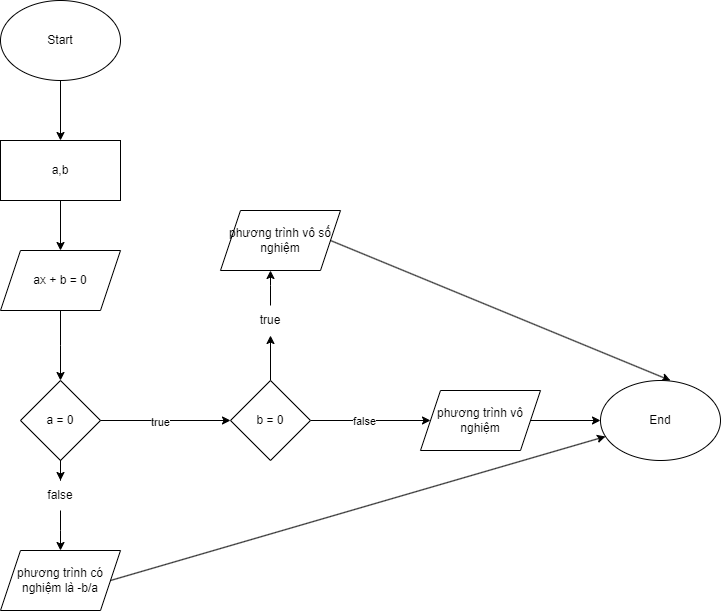 Start
a,b
ax + b = 0
a = 0
true
b = 0
true
phương trình vô số
nghiệm
false
phương trình vô
nghiệm
End
false
phương trình có
nghiệm là -b/a